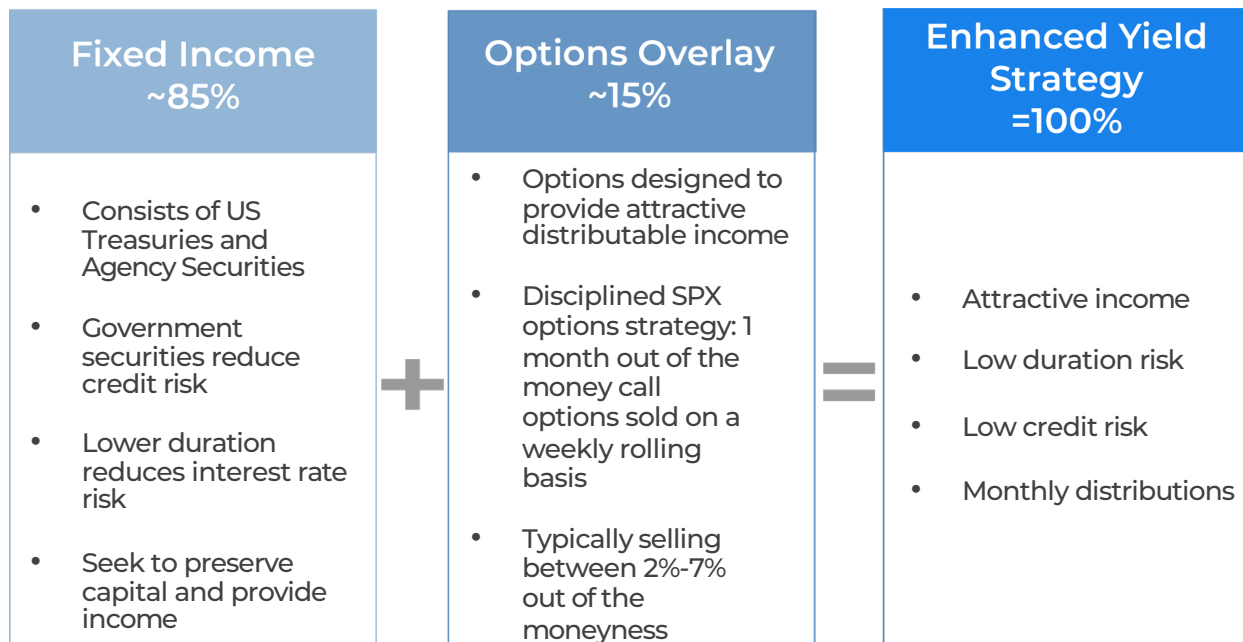 Fixed Income
~85%
• Consists of US
Treasuries and
Agency Securities
• Government
securities reduce
credit risk
• Lower duration
reduces interest rate
risk
• Seek to preserve
capital and provide
income
+
Options Overlay
~15%
• Options designed to
provide attractive
distributable income
• Disciplined SPX
options strategy: 1
month out of the
money call
options sold on a
weekly rolling
basis
• Typically selling
between 2%-7%
out of the
moneyness
=
Enhanced Yield
Strategy
=100%
• Attractive income
• Low duration risk
• Low credit risk
• Monthly distributions